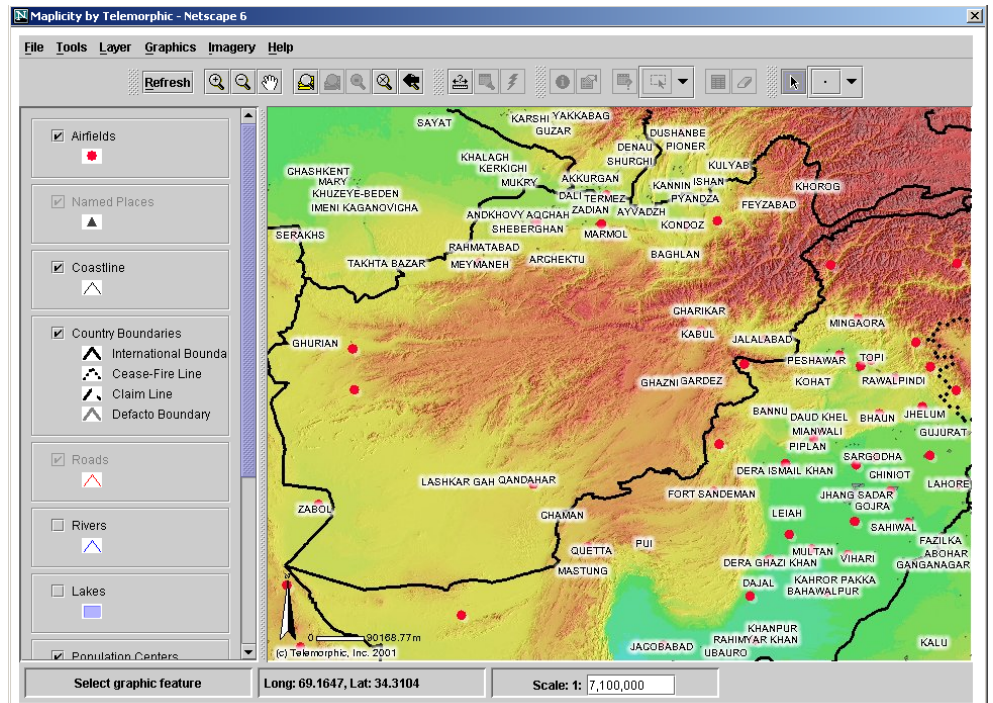 Maplicity by Telemorphic - Netscape 6
File Tools Layer Graphics Imagery Help
Refresh
Airfields
Named Places
Coastline
Country Boundaries
International Bounda
Cease-Fire Line
Claim Line
Defacto Boundary
Roads
Rivers
Lakes
Population Centers
SAYAT
KARSHI YAKKABAG
GUZAR
DUSHANBE
DENAU PIONER
SHURCHI
KHALACH
KERKICHI
KULYAB
CHASHKENT
MARY
MUKRY AKKURGAN
KANNIN ISHAN
KHOROG
KHUZEYE-BEDEN
DALI TERMEZ
PYANDZA
IMENI KAGANOVICHA
ZADIAN AYVADZH
FEYZABAD
ANDKHOVY AQCHAH
SHEBERGHAN
MARMOL
KONDOZ
SERAKHS
RAHMATABAD
BAGHLAN
TAKHTA BAZAR
MEYMANEH
ARCHEKTU
CHARIKAR
MINGAORA
GHURIAN
KABUL
JALALABAD
PESHAWAR TOPI
GHAZNI GARDEZ
KOHAT
RAWALPINDI
BANNU DAUD KHEL
BHAUN JHELUM
MIANWALI
GUJURAT
PIPLAN
SARGODHA
DERA ISMAIL KHAN
CHINIOT
LASHKAR GAH QANDAHAR
LAHORE
FORT SANDEMAN
JHANG SADAR
GOJRA
ZABOL
CHAMAN
LEIAH
SAHIWAL
FAZILKA
PUI
QUETTA
MULTAN
VIHARI
ABOHAR
DERA GHAZI KHAN
GANGANAGAR
MASTUNG
DAJAL
KAHROR PAKKA
BAHAWALPUR
KHANPUR
RAHIMYAR KHAN
JACOBABAD
UBAURO
KALU
N
0 90168.77m
(c) Telemorphic, Inc. 2001
Select graphic feature
Long: 69.1647, Lat: 34.3104
Scale: 1: 7,100,000